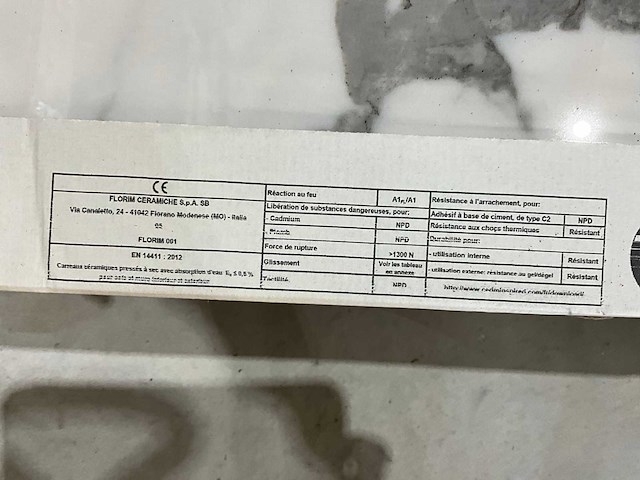 CE
FLORIM CERAMICHE S.p.A. SB
Via Canaletto, 24 - 41042 Fiorano Modenese (MO) - Italia
05
FLORIM 001
EN 14411 : 2012
Carreaux céramiques pressés à sec avec absorption d'eau: Eb ≤ 0,5 %
pour sols et murs intérieur et extérieur
Réaction au feu A1FL/A1
Libération de substances dangereuses, pour:
- Cadmium NPD
- Plomb NPD
Force de rupture >1300 N
Glissement Voir les tableau en annexe
Tactilité NPD
Résistance à l'arrachement, pour:
Adhésif à base de ciment, de type C2 NPD
Résistance aux chocs thermiques Résistant
Durabilité pour:
- utilisation interne Résistant
- utilisation externe: résistance au gel/dégel Résistant